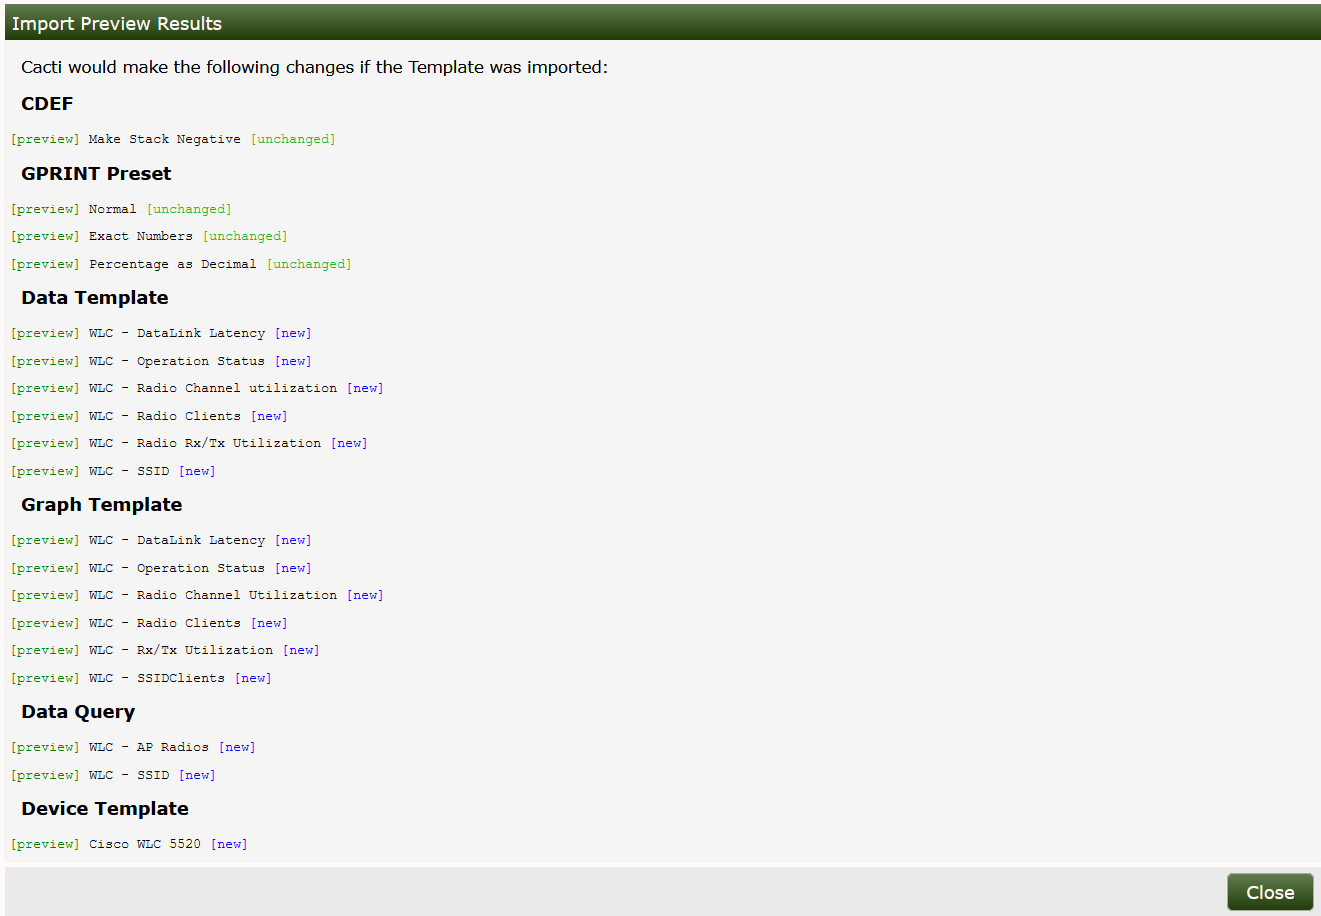 Import Preview Results
Cacti would make the following changes if the Template was imported:
CDEF
[preview] Make Stack Negative [unchanged]
GPRINT Preset
[preview] Normal [unchanged]
[preview] Exact Numbers [unchanged]
[preview] Percentage as Decimal [unchanged]
Data Template
[preview] WLC - DataLink Latency [new]
[preview] WLC - Operation Status [new]
[preview] WLC - Radio Channel utilization [new]
[preview] WLC - Radio Clients [new]
[preview] WLC - Radio Rx/Tx Utilization [new]
[preview] WLC - SSID [new]
Graph Template
[preview] WLC - DataLink Latency [new]
[preview] WLC - Operation Status [new]
[preview] WLC - Radio Channel Utilization [new]
[preview] WLC - Radio Clients [new]
[preview] WLC - Rx/Tx Utilization [new]
[preview] WLC - SSIDClients [new]
Data Query
[preview] WLC - AP Radios [new]
[preview] WLC - SSID [new]
Device Template
[preview] Cisco WLC 5520 [new]
Close